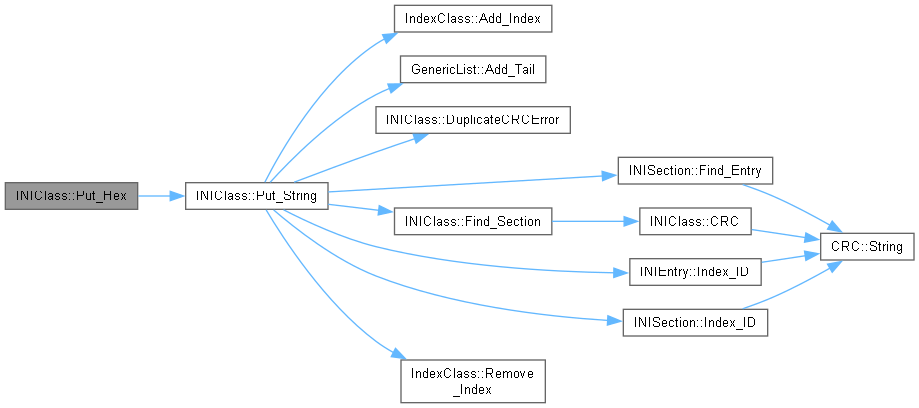 IndexClass::Add_Index
GenericList::Add_Tail
INIClass::DuplicateCRCError
INISection::Find_Entry
INIClass::Put_Hex
INIClass::Put_String
INIClass::Find_Section
INIClass::CRC
CRC::String
INIEntry::Index_ID
INISection::Index_ID
IndexClass::Remove
_Index